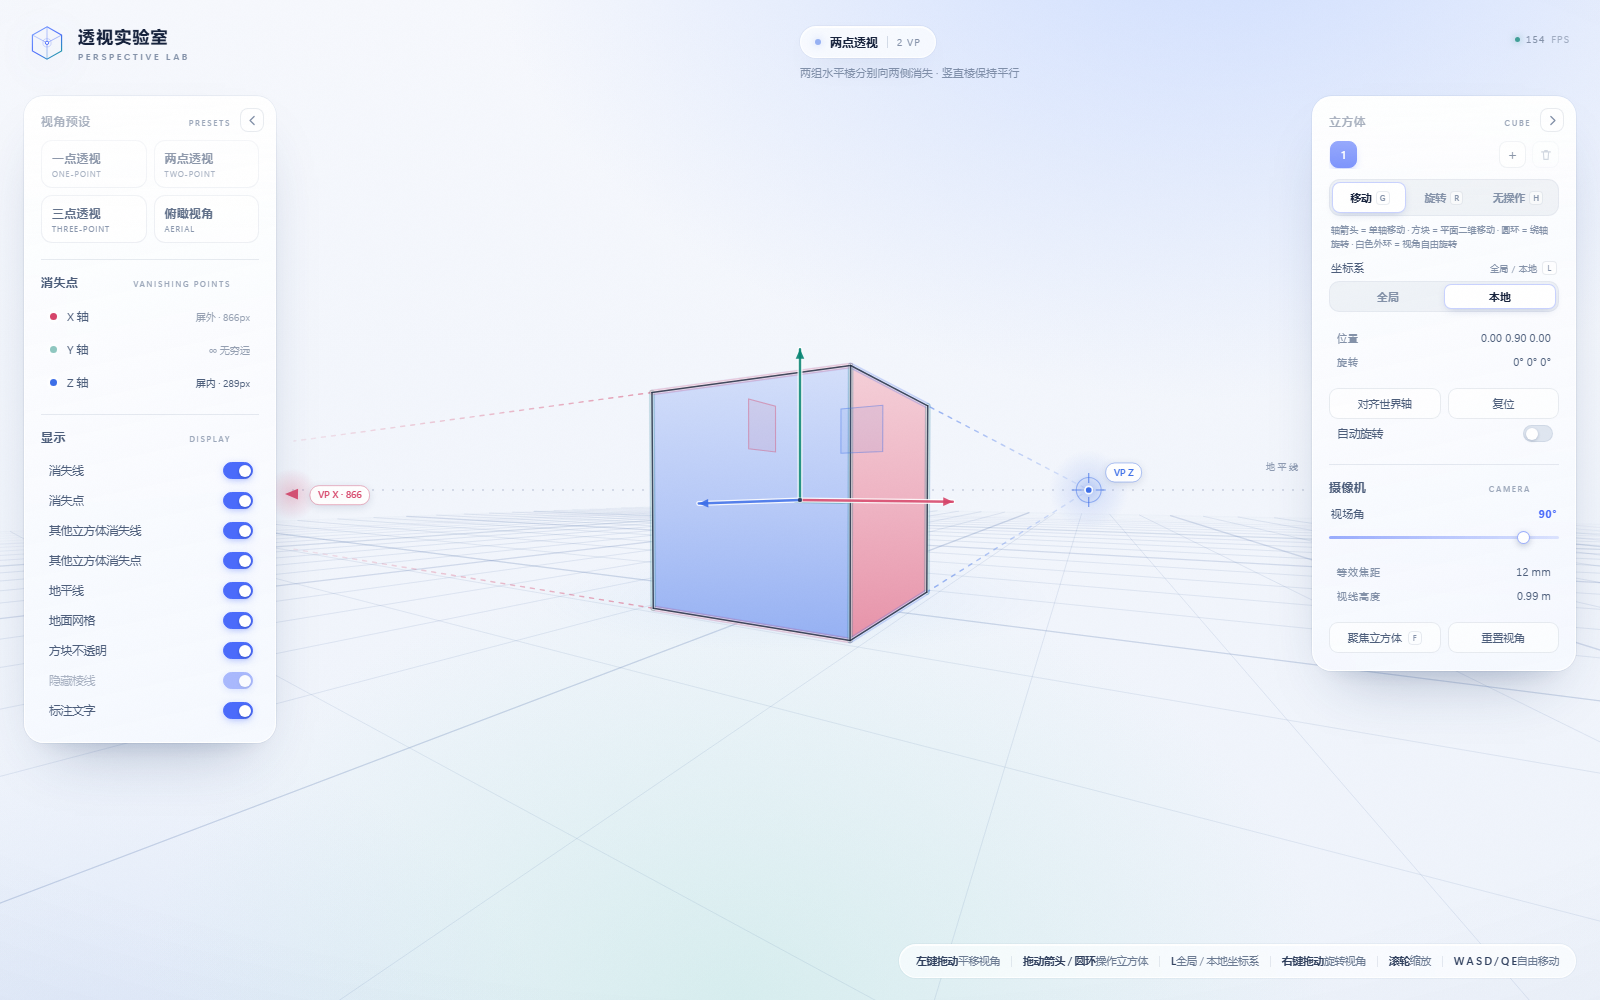 透视实验室
PERSPECTIVE LAB
两点透视 2 VP
两组水平棱分别向两侧消失 · 竖直棱保持平行
154 FPS
视角预设 PRESETS
一点透视 两点透视
ONE-POINT TWO-POINT
三点透视 俯瞰视角
THREE-POINT AERIAL
消失点 VANISHING POINTS
X 轴 屏外 · 866px
Y 轴 ∞ 无穷远
Z 轴 屏内 · 289px
显示 DISPLAY
消失线
消失点
其他立方体消失线
其他立方体消失点
地平线
地面网格
方块不透明
隐藏棱线
标注文字
VP X · 866
VP Z
地平线
立方体 CUBE
1 +
移动 G 旋转 R 无操作 H
轴箭头 = 单轴移动 · 方块 = 平面二维移动 · 圆环 = 绕轴
旋转 · 白色外环 = 视角自由旋转
坐标系 全局 / 本地 L
全局 本地
位置 0.00 0.90 0.00
旋转 0° 0° 0°
对齐世界轴 复位
自动旋转
摄像机 CAMERA
视场角 90°
等效焦距 12 mm
视线高度 0.99 m
聚焦立方体 F 重置视角
左键拖动平移视角 拖动箭头 / 圆环操作立方体 L全局 / 本地坐标系 右键拖动旋转视角 滚轮缩放 WASD/QE自由移动